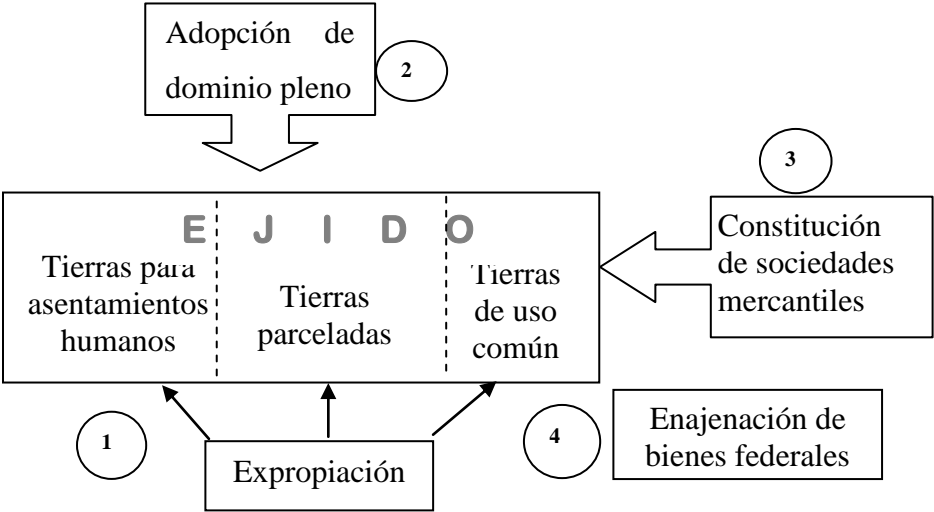 Adopción de
dominio pleno
2
3
E J I D O
Tierras para
asentamientos
humanos
Tierras
parceladas
Tierras
de uso
común
Constitución
de sociedades
mercantiles
1
Expropiación
4
Enajenación de
bienes federales